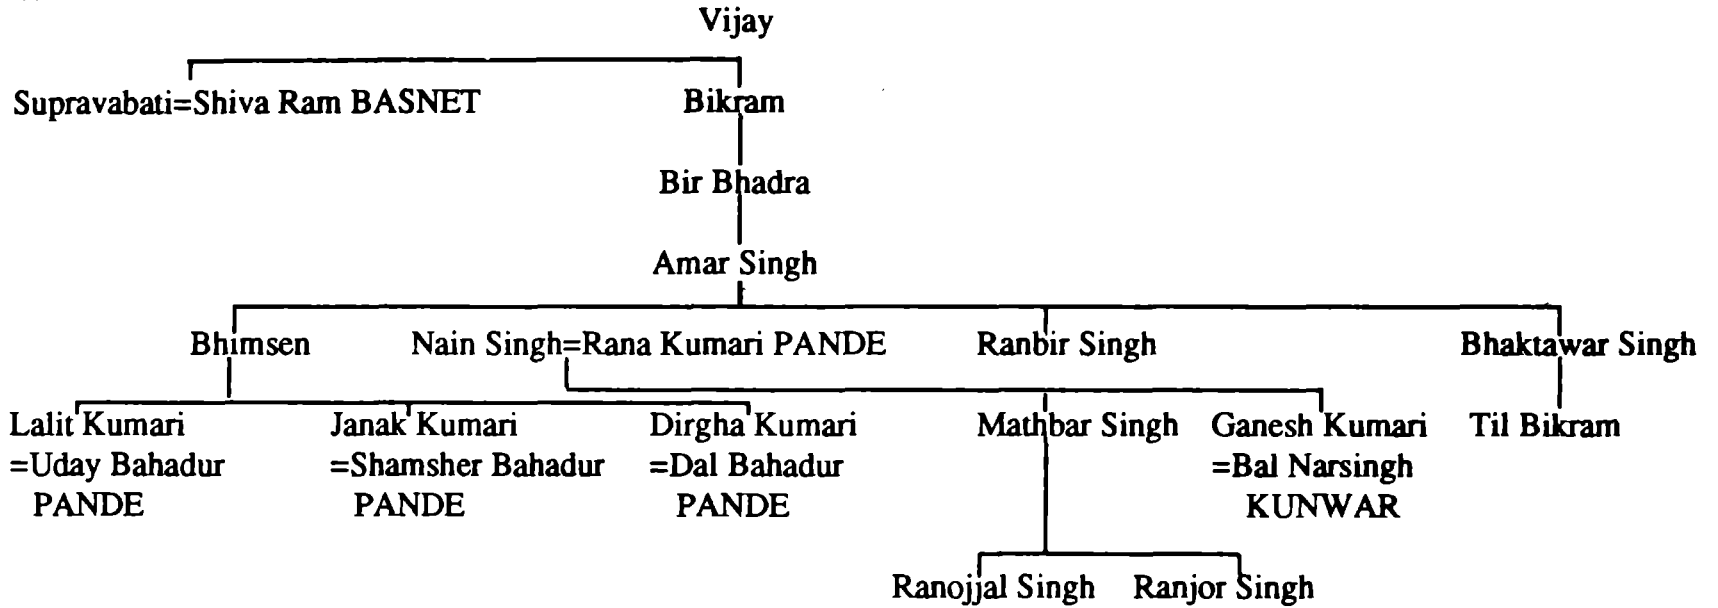 Vijay
Supravabati=Shiva Ram BASNET Bikram
Bir Bhadra
Amar Singh
Bhimsen Nain Singh=Rana Kumari PANDE Ranbir Singh Bhaktawar Singh
Lalit Kumari Janak Kumari Dirgha Kumari Mathbar Singh Ganesh Kumari Til Bikram
=Uday Bahadur =Shamsher Bahadur =Dal Bahadur =Bal Narsingh
PANDE PANDE PANDE KUNWAR
Ranojjal Singh Ranjor Singh